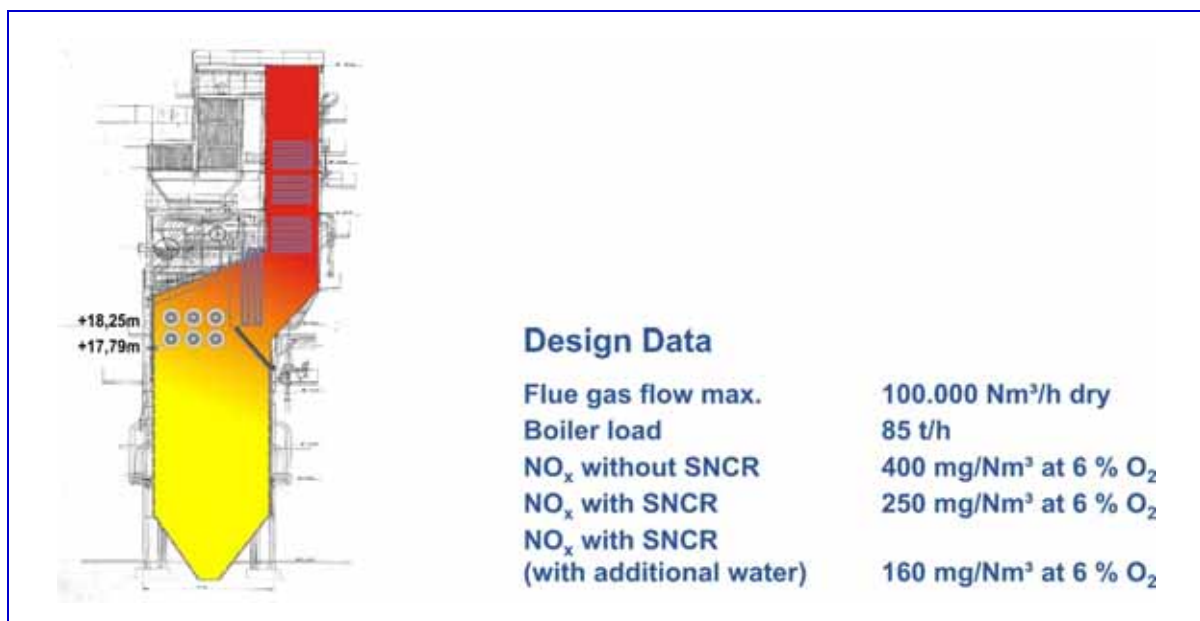 +18,25m
+17,79m
Design Data
Flue gas flow max. 100.000 Nm³/h dry
Boiler load 85 t/h
NOₓ without SNCR 400 mg/Nm³ at 6 % O₂
NOₓ with SNCR 250 mg/Nm³ at 6 % O₂
NOₓ with SNCR
(with additional water) 160 mg/Nm³ at 6 % O₂